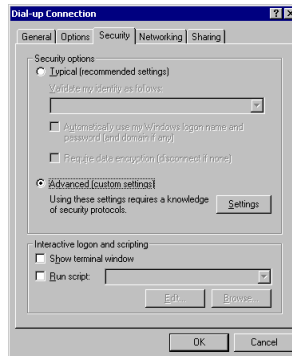 Dial-up Connection
General Options Security Networking Sharing
Security options
Typical (recommended settings)
Validate my identity as follows:
Automatically use my Windows logon name and
password (and domain if any)
Require data encryption (disconnect if none)
Advanced (custom settings)
Using these settings requires a knowledge
of security protocols.
Settings
Interactive logon and scripting
Show terminal window
Run script:
Edit... Browse...
OK Cancel